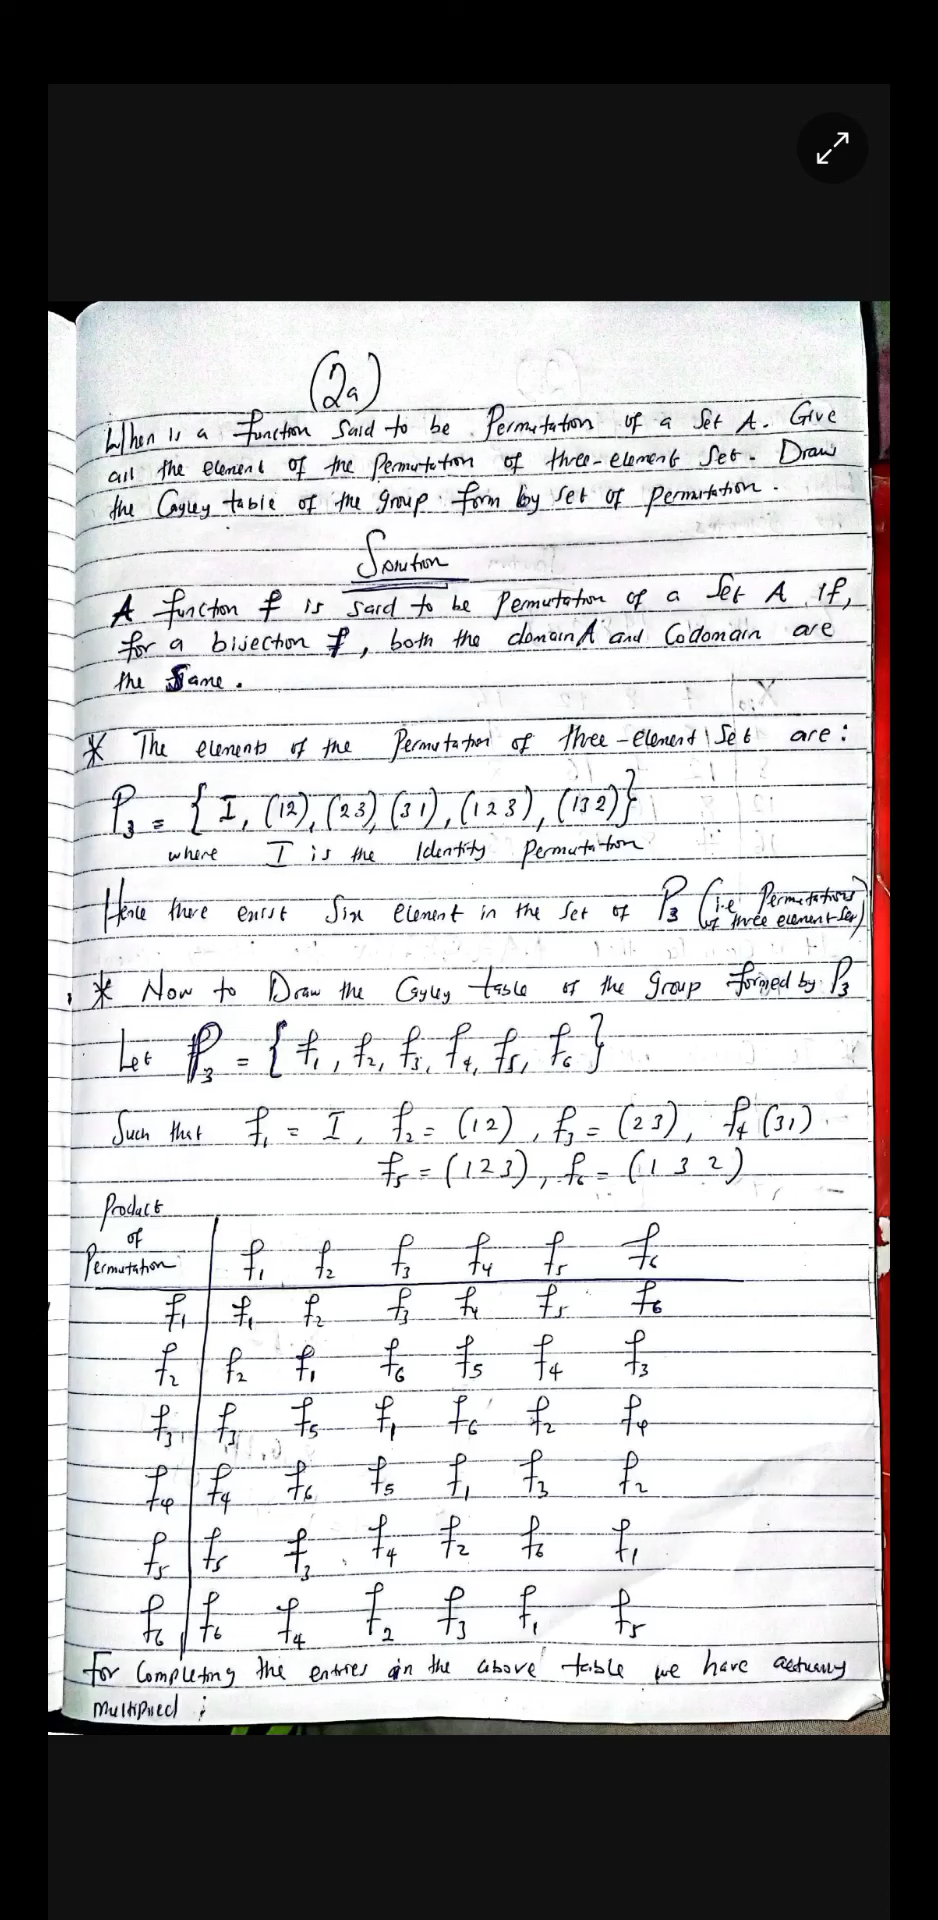 (2a)
When is a function said to be Permutation of a Set A. Give
all the element of the Permutation of three-element Set. Draw
the Cayley table of the group form by set of permutation.
Solution
A function f is said to be Permutation of a Set A if,
for a bijection f, both the domain A and Codomain are
the Same.
* The elements of the Permutation of three-element Set are:
P₃ = { I, (12), (23), (31), (123), (132)}
where I is the Identity Permutation
Hence there exist Six element in the set of P₃ (i.e Permutations
of three element set)
* Now to Draw the Cayley table of the group formed by P₃
Let P₃ = { f₁, f₂, f₃, f₄, f₅, f₆ }
Such that f₁ = I, f₂ = (12), f₃ = (23), f₄ (31)
f₅ = (123), f₆ = (1 3 2)
Product
of
Permutation f₁ f₂ f₃ f₄ f₅ f₆
f₁ f₁ f₂ f₃ f₄ f₅ f₆
f₂ f₂ f₁ f₆ f₅ f₄ f₃
f₃ f₃ f₅ f₁ f₆ f₂ f₄
f₄ f₄ f₆ f₅ f₁ f₃ f₂
f₅ f₅ f₃ f₄ f₂ f₆ f₁
f₆ f₆ f₄ f₂ f₃ f₁ f₅
For Completing the entries in the above table we have actually
multiplied ;